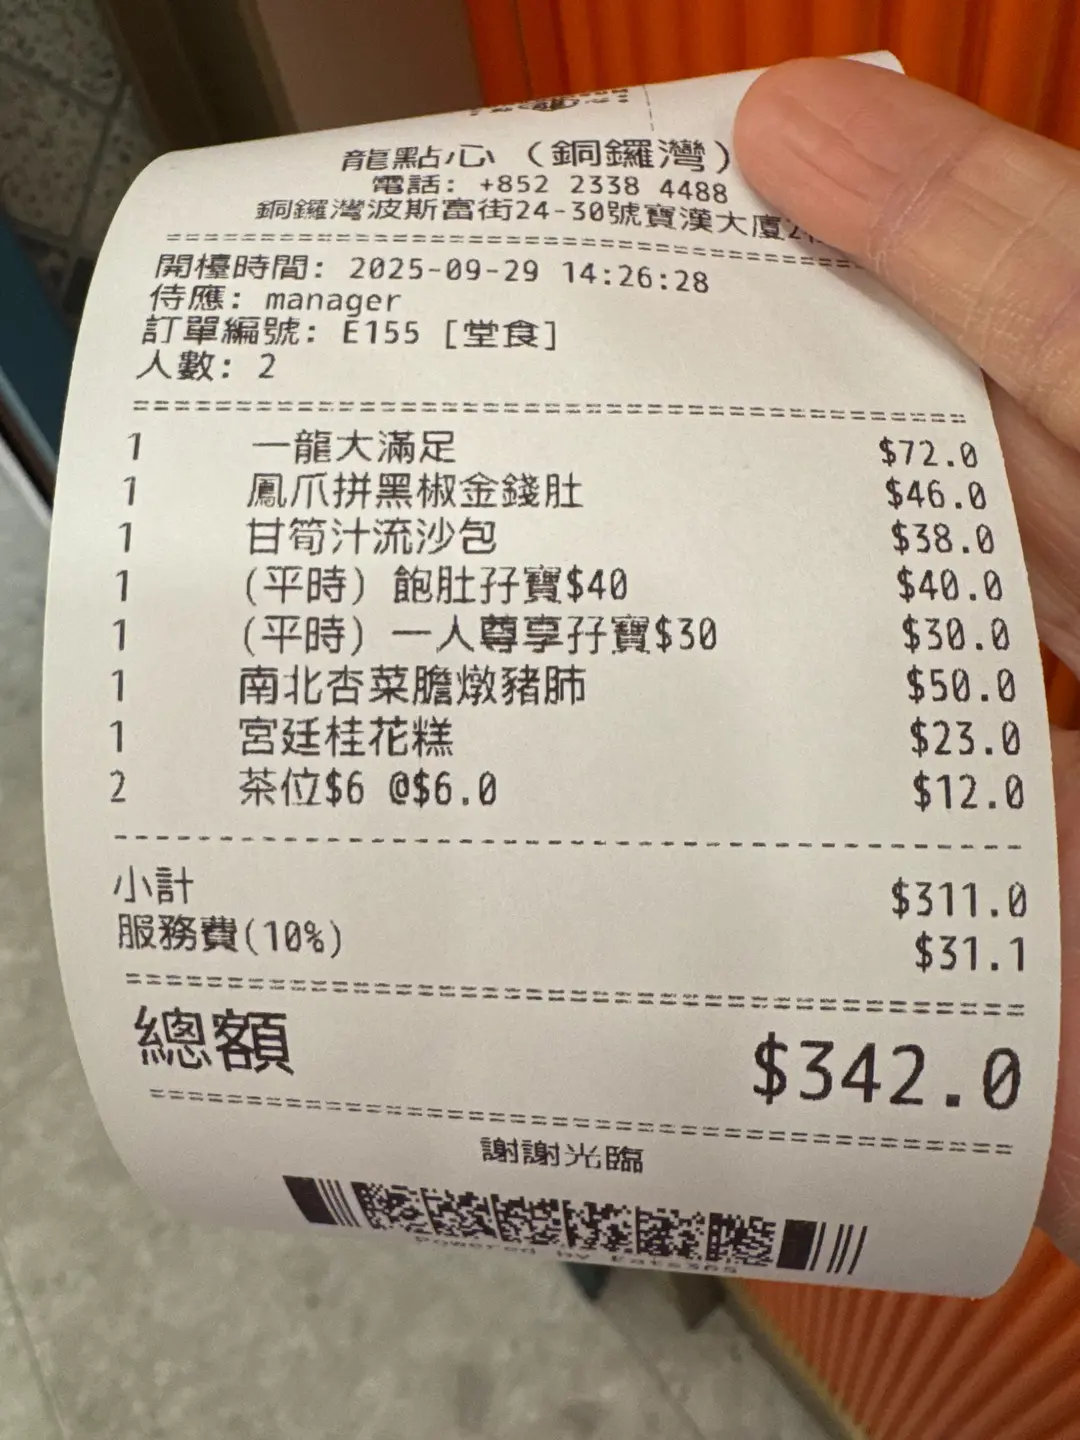 龍點心（銅鑼灣）
電話: +852 2338 4488
銅鑼灣波斯富街24-30號寶漢大廈
開檯時間: 2025-09-29 14:26:28
侍應: manager
訂單編號: E155 [堂食]
人數: 2
1 一龍大滿足 $72.0
1 鳳爪拼黑椒金錢肚 $46.0
1 甘筍汁流沙包 $38.0
1 (平時) 飽肚孖寶$40 $40.0
1 (平時) 一人尊享孖寶$30 $30.0
1 南北杏菜膽燉豬肺 $50.0
1 宮廷桂花糕 $23.0
2 茶位$6 @$6.0 $12.0
小計 $311.0
服務費(10%) $31.1
總額 $342.0
謝謝光臨